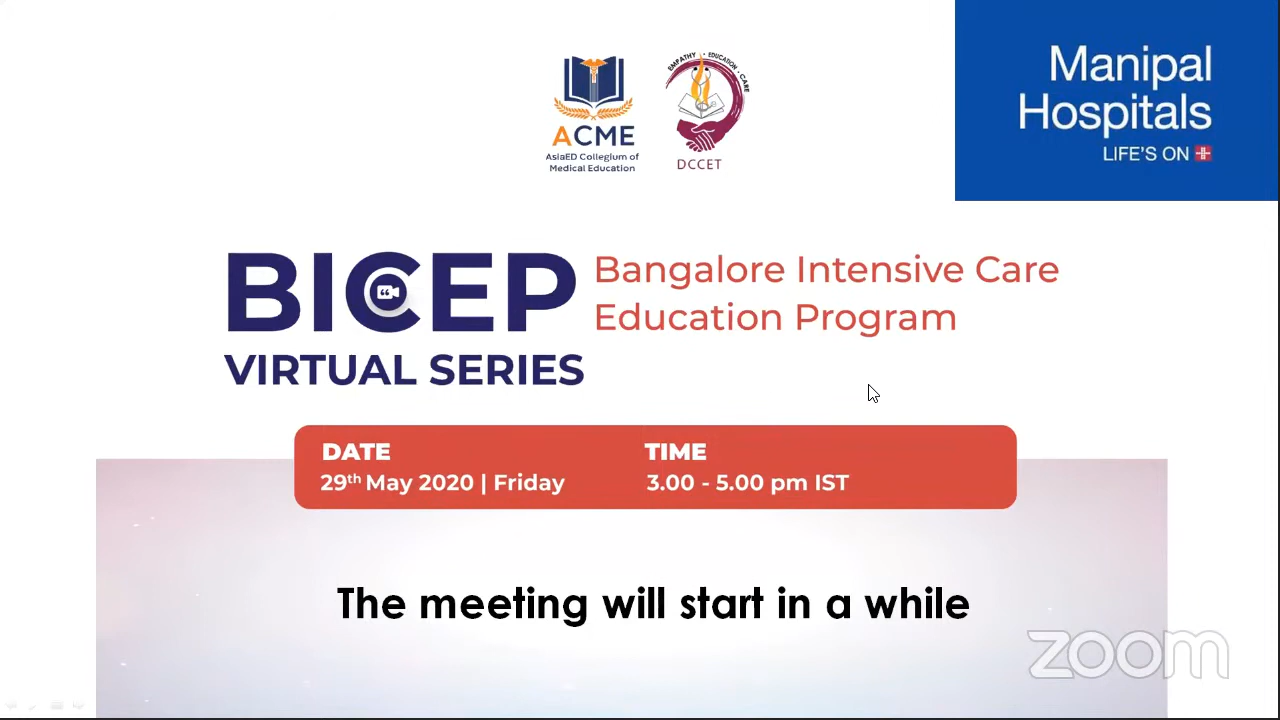 ACME
AsiaED Collegium of
Medical Education
EMPATHY • EDUCATION • CARE
DCCET
Manipal
Hospitals
LIFE'S ON
BICEP
VIRTUAL SERIES
Bangalore Intensive Care
Education Program
DATE
29th May 2020 | Friday
TIME
3.00 - 5.00 pm IST
The meeting will start in a while
zoom